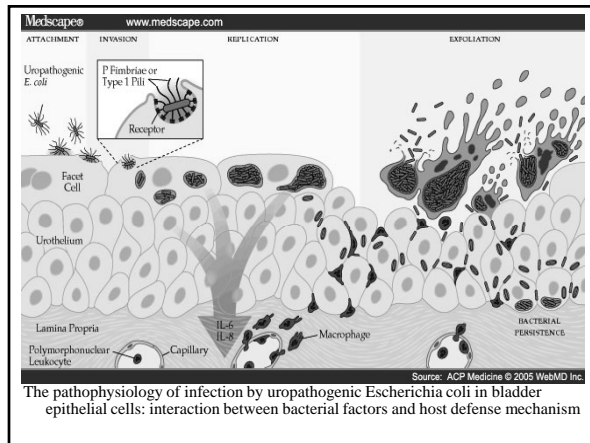 Medscape® www.medscape.com
ATTACHMENT INVASION REPLICATION EXFOLIATION
Uropathogenic
E. coli
P Fimbriae or
Type 1 Pili
Receptor
Facet
Cell
Urothelium
Lamina Propria
IL-6
IL-8
Macrophage
BACTERIAL
PERSISTENCE
Polymorphonuclear
Leukocyte
Capillary
Source: ACP Medicine © 2005 WebMD Inc.
The pathophysiology of infection by uropathogenic Escherichia coli in bladder
epithelial cells: interaction between bacterial factors and host defense mechanism